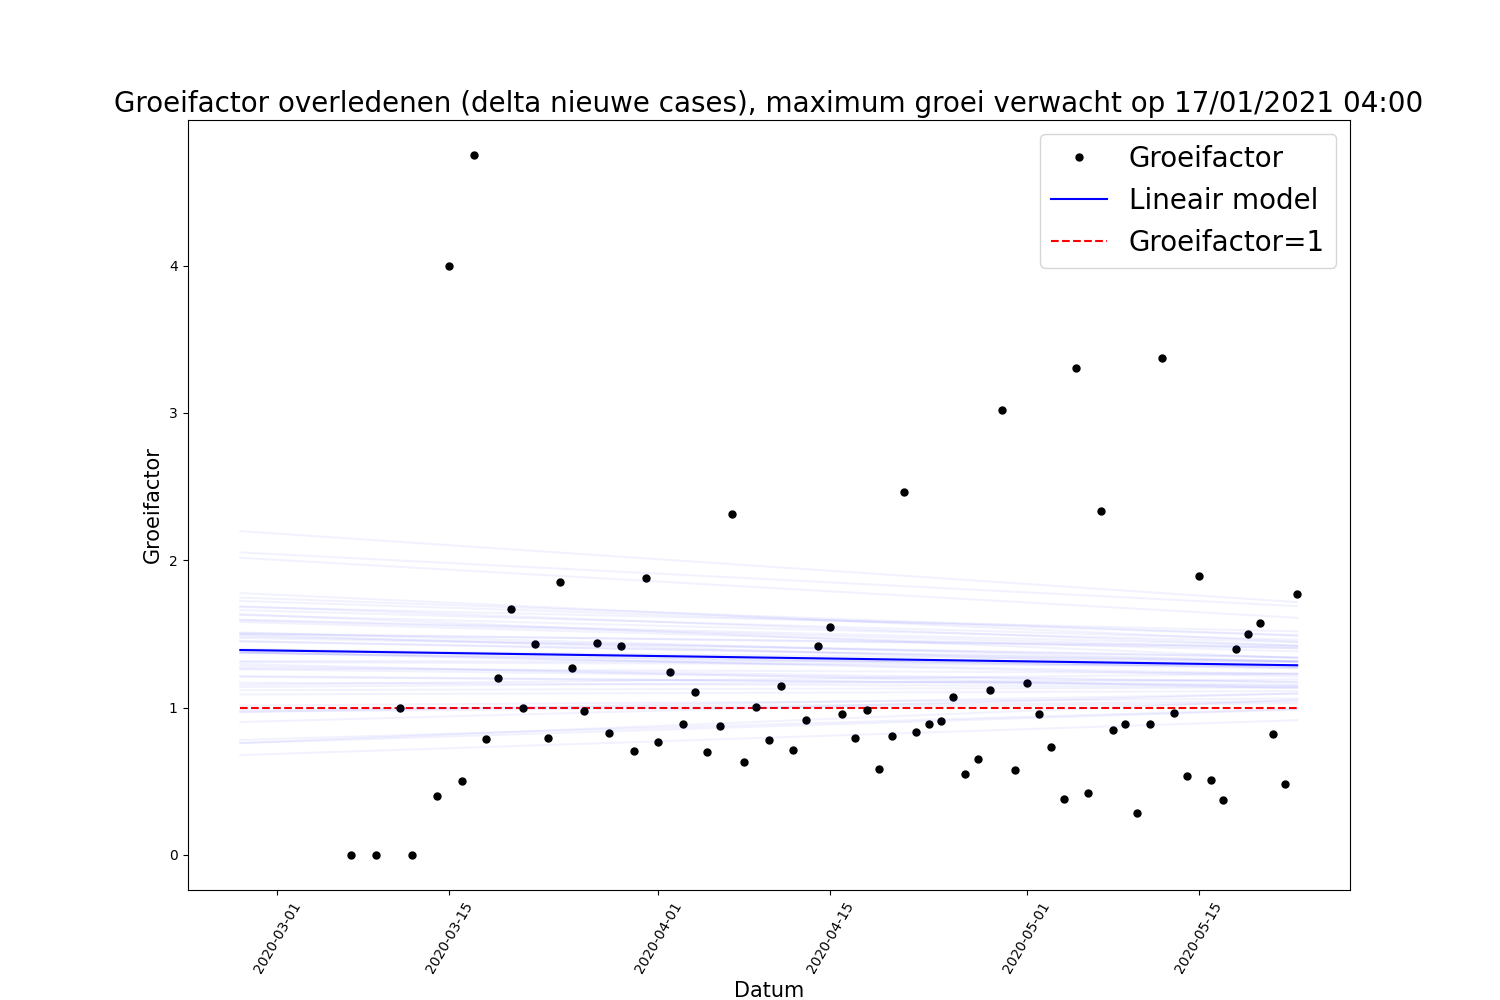 Groeifactor overledenen (delta nieuwe cases), maximum groei verwacht op 17/01/2021 04:00
Groeifactor
Lineair model
Groeifactor=1
Groeifactor
4
3
2
1
0
2020-03-01
2020-03-15
2020-04-01
2020-04-15
2020-05-01
2020-05-15
Datum